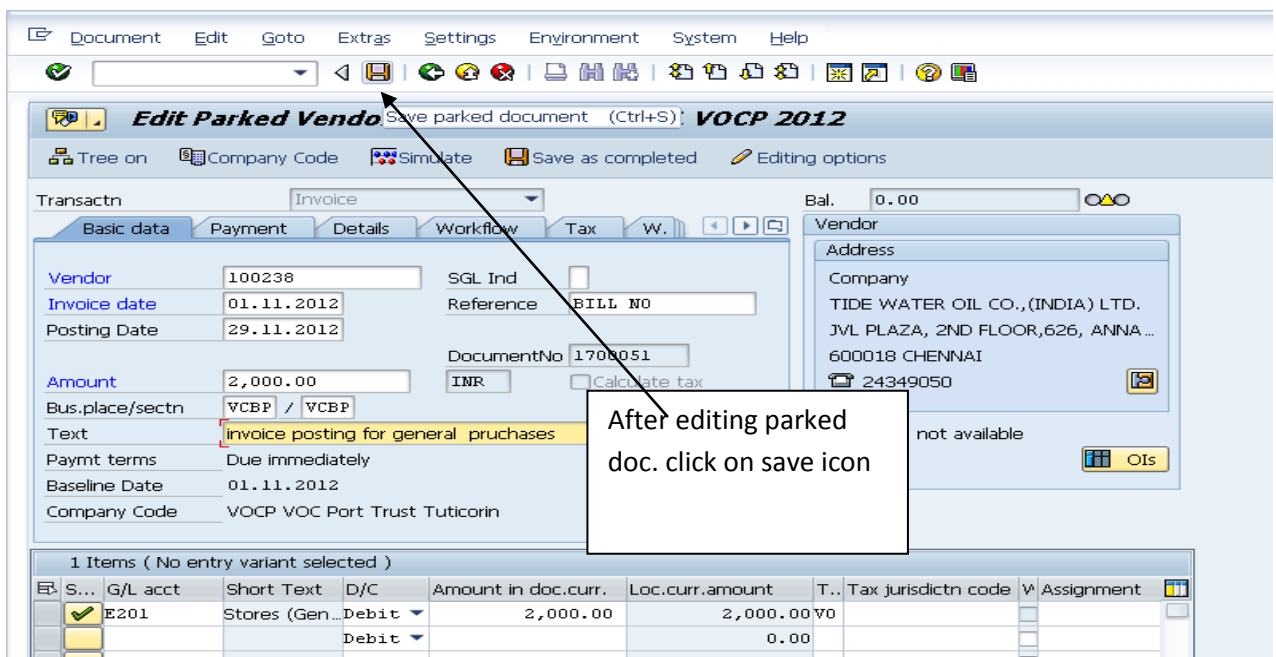 Document Edit Goto Extras Settings Environment System Help
Edit Parked Vendo Save parked document (Ctrl+S) : VOCP 2012
Tree on Company Code Simulate Save as completed Editing options
Transactn Invoice Bal. 0.00
Basic data Payment Details Workflow Tax W. Vendor
Address
Vendor 100238 SGL Ind Company
Invoice date 01.11.2012 Reference BILL NO TIDE WATER OIL CO.,(INDIA) LTD.
Posting Date 29.11.2012 JVL PLAZA, 2ND FLOOR,626, ANNA...
DocumentNo 1700051 600018 CHENNAI
Amount 2,000.00 INR Calculate tax 24349050
Bus.place/sectn VCBP / VCBP
Text invoice posting for general pruchases not available
Paymt terms Due immediately OIs
Baseline Date 01.11.2012
Company Code VOCP VOC Port Trust Tuticorin
After editing parked
doc. click on save icon
1 Items ( No entry variant selected )
S... G/L acct Short Text D/C Amount in doc.curr. Loc.curr.amount T.. Tax jurisdictn code V Assignment
E201 Stores (Gen... Debit 2,000.00 2,000.00 V0
Debit 0.00